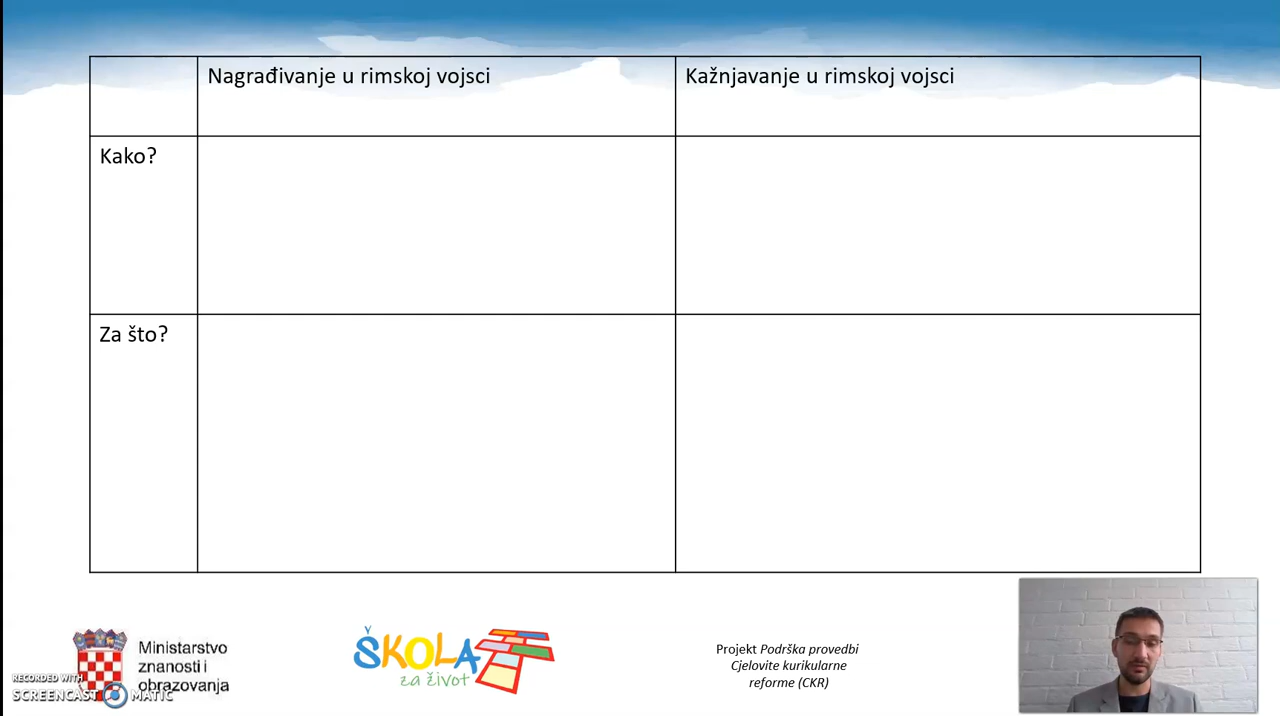 Nagrađivanje u rimskoj vojsci
Kažnjavanje u rimskoj vojsci
Kako?
Za što?
Ministarstvo
znanosti i
obrazovanja
ŠKOLA
za život
Projekt Podrška provedbi
Cjelovite kurikularne
reforme (CKR)
RECORDED WITH
SCREENCAST MATIC